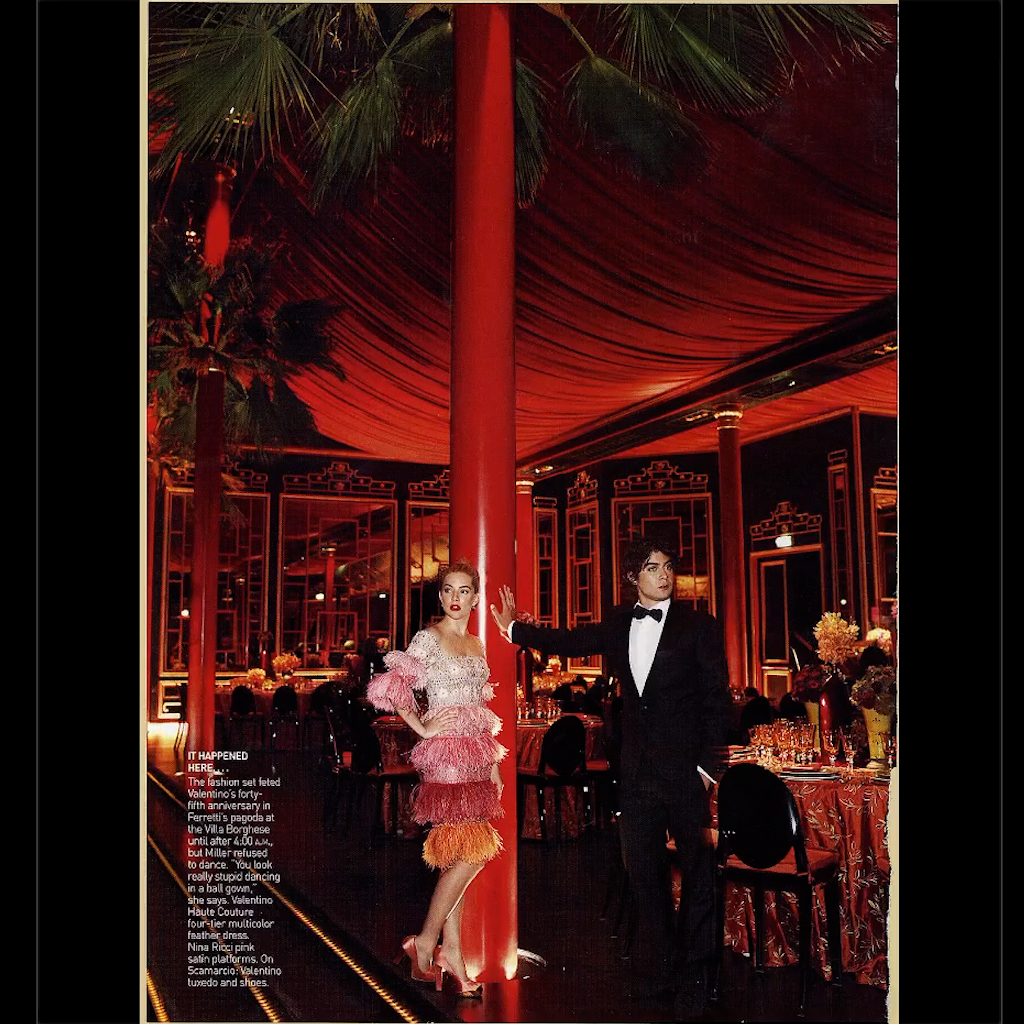 IT HAPPENED
HERE....
The fashion set feted
Valentino's forty-
fifth anniversary in
Ferretti's pagoda at
the Villa Borghese
until after 4:00 A.M.,
but Miller refused
to dance. "You look
really stupid dancing
in a ball gown,"
she says. Valentino
Haute Couture
four-tier multicolor
feather dress.
Nina Ricci pink
satin platforms. On
Scamarcio: Valentino
tuxedo and shoes.